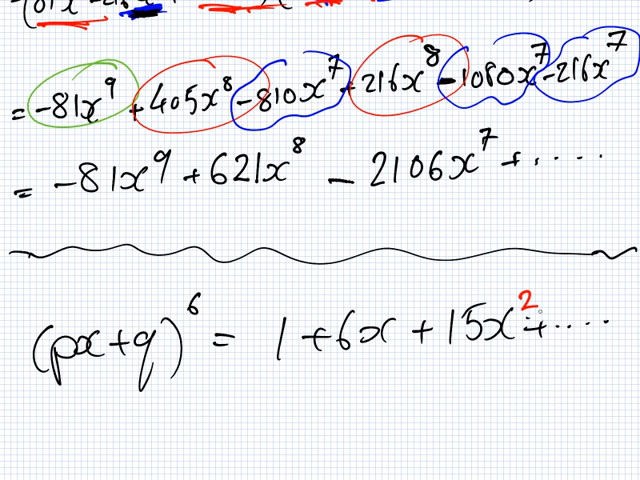 = -81x⁹ + 405x⁸ - 810x⁷ + 216x⁸ - 1080x⁷ - 216x⁷
= -81x⁹ + 621x⁸ - 2106x⁷ + ....
(px + q)⁶ = 1 + 6x + 15x² + ....